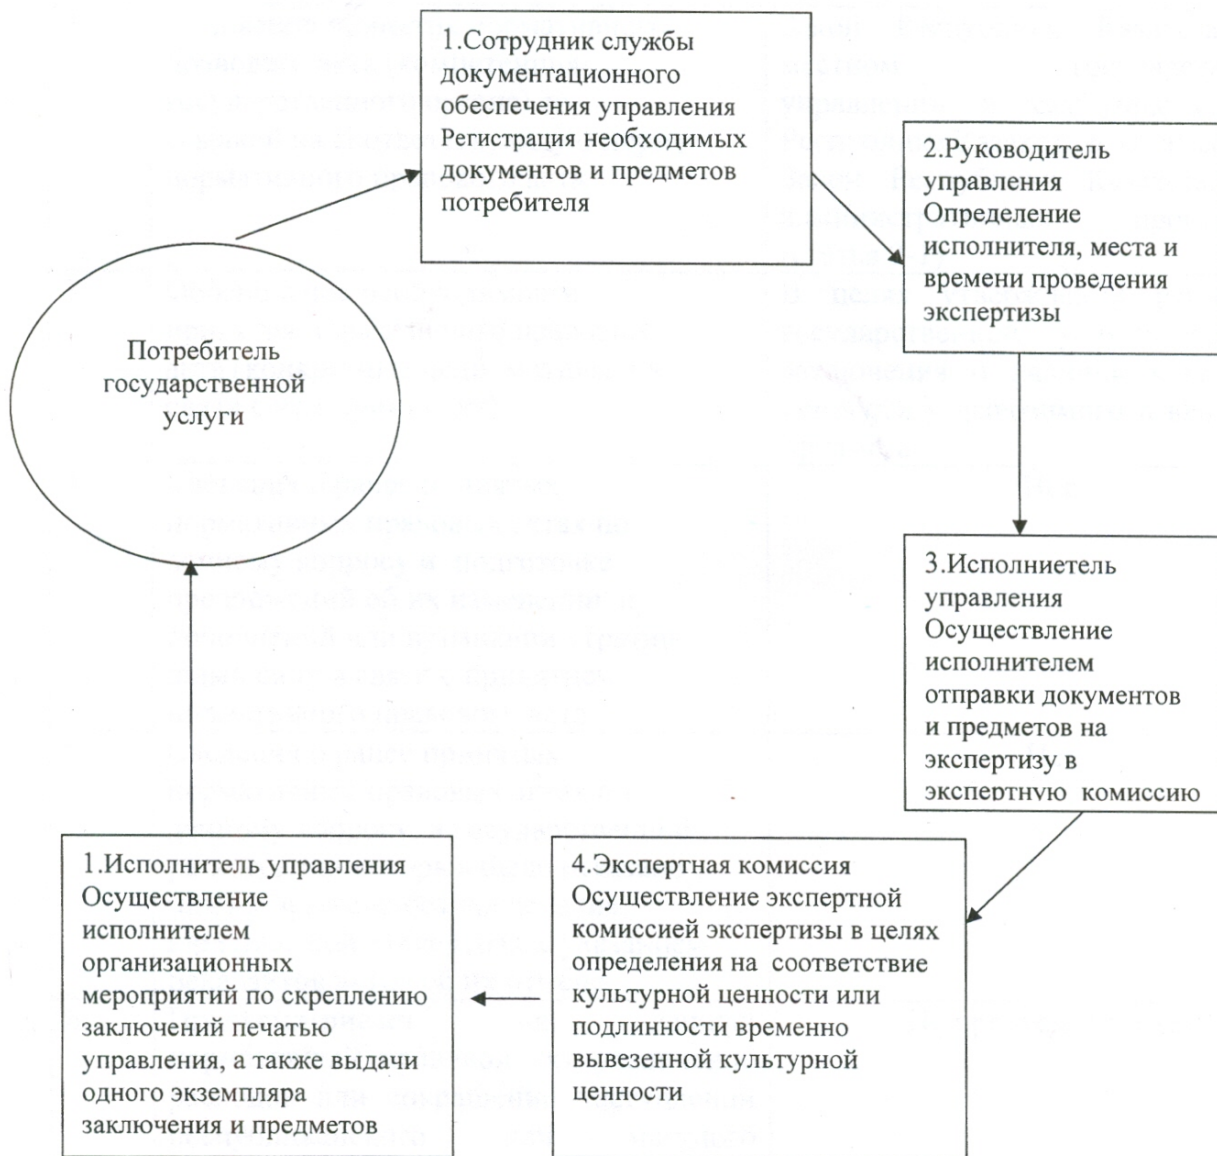 1.Сотрудник службы
документационного
обеспечения управления
Регистрация необходимых
документов и предметов
потребителя
2.Руководитель
управления
Определение
исполнителя, места и
времени проведения
экспертизы
Потребитель
государственной
услуги
3.Исполниетель
управления
Осуществление
исполнителем
отправки документов
и предметов на
экспертизу в
экспертную комиссию
4.Экспертная комиссия
Осуществление экспертной
комиссией экспертизы в целях
определения на соответствие
культурной ценности или
подлинности временно
вывезенной культурной
ценности
1.Исполнитель управления
Осуществление
исполнителем
организационных
мероприятий по скреплению
заключений печатью
управления, а также выдачи
одного экземпляра
заключения и предметов